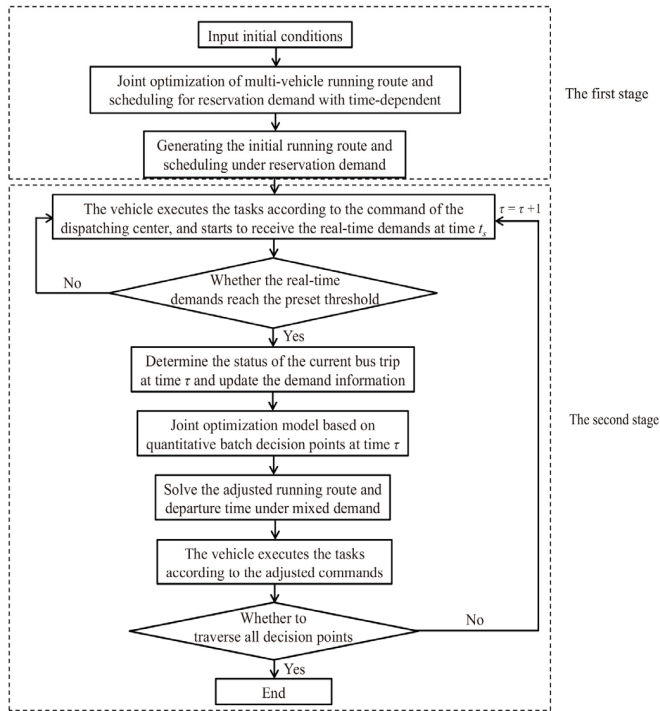 Input initial conditions
Joint optimization of multi-vehicle running route and
scheduling for reservation demand with time-dependent
The first stage
Generating the initial running route and
scheduling under reservation demand
The vehicle executes the tasks according to the command of the
dispatching center, and starts to receive the real-time demands at time tₛ
τ = τ +1
No
Whether the real-time
demands reach the preset threshold
Yes
Determine the status of the current bus trip
at time τ and update the demand information
Joint optimization model based on
quantitative batch decision points at time τ
The second stage
Solve the adjusted running route and
departure time under mixed demand
The vehicle executes the tasks
according to the adjusted commands
Whether to
traverse all decision points
No
Yes
End